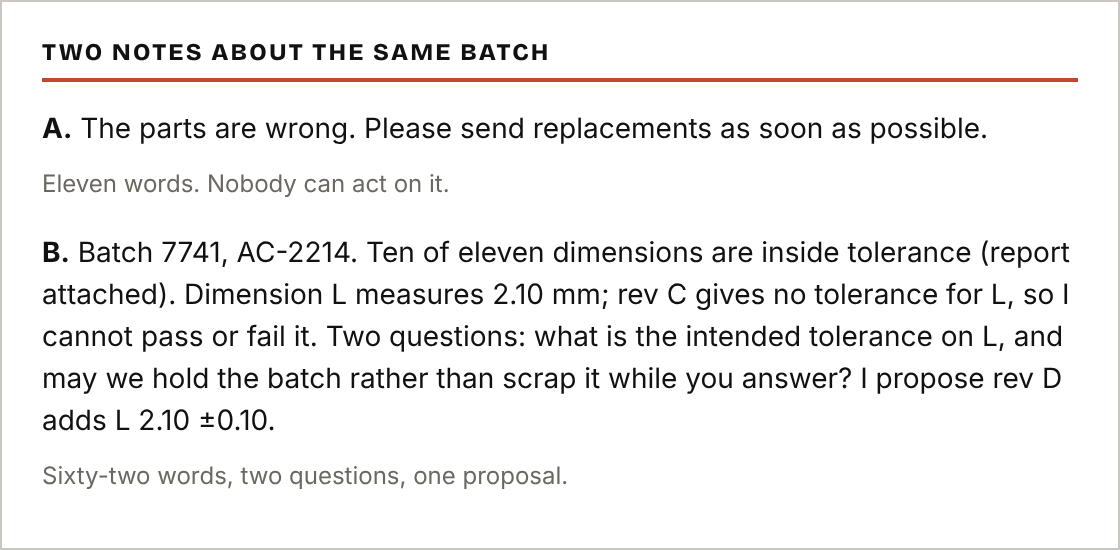 TWO NOTES ABOUT THE SAME BATCH
A. The parts are wrong. Please send replacements as soon as possible.
Eleven words. Nobody can act on it.
B. Batch 7741, AC-2214. Ten of eleven dimensions are inside tolerance (report
attached). Dimension L measures 2.10 mm; rev C gives no tolerance for L, so I
cannot pass or fail it. Two questions: what is the intended tolerance on L, and
may we hold the batch rather than scrap it while you answer? I propose rev D
adds L 2.10 ±0.10.
Sixty-two words, two questions, one proposal.